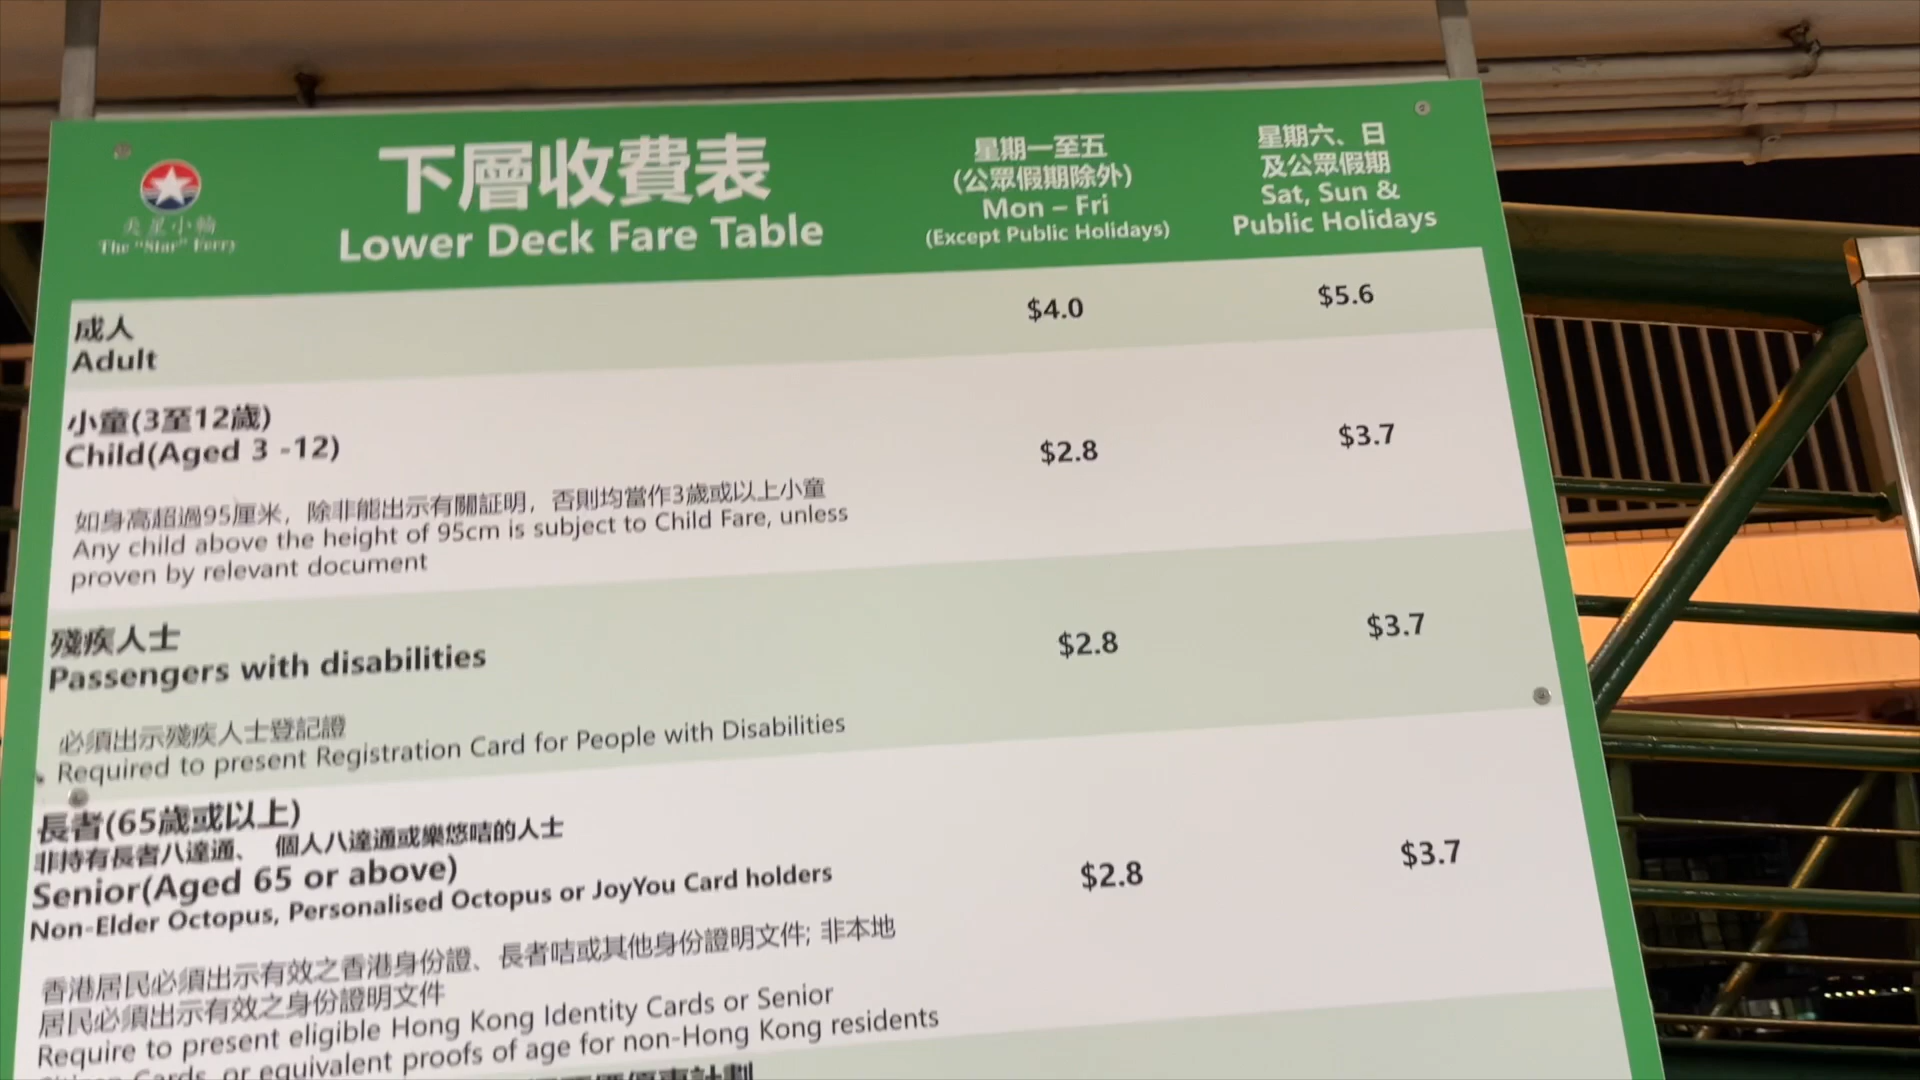 天星小輪
The "Star" Ferry
下層收費表
Lower Deck Fare Table
星期一至五
(公眾假期除外)
Mon – Fri
(Except Public Holidays)
星期六、日
及公眾假期
Sat, Sun &
Public Holidays
成人
Adult
$4.0
$5.6
小童(3至12歲)
Child(Aged 3 -12)
$2.8
$3.7
如身高超過95厘米，除非能出示有關証明，否則均當作3歲或以上小童
Any child above the height of 95cm is subject to Child Fare, unless
proven by relevant document
殘疾人士
Passengers with disabilities
$2.8
$3.7
必須出示殘疾人士登記證
Required to present Registration Card for People with Disabilities
長者(65歲或以上)
非持有長者八達通、 個人八達通或樂悠咭的人士
Senior(Aged 65 or above)
Non-Elder Octopus, Personalised Octopus or JoyYou Card holders
$2.8
$3.7
香港居民必須出示有效之香港身份證、長者咭或其他身份證明文件; 非本地
居民必須出示有效之身份證明文件
Require to present eligible Hong Kong Identity Cards or Senior
Cards, or equivalent proofs of age for non-Hong Kong residents